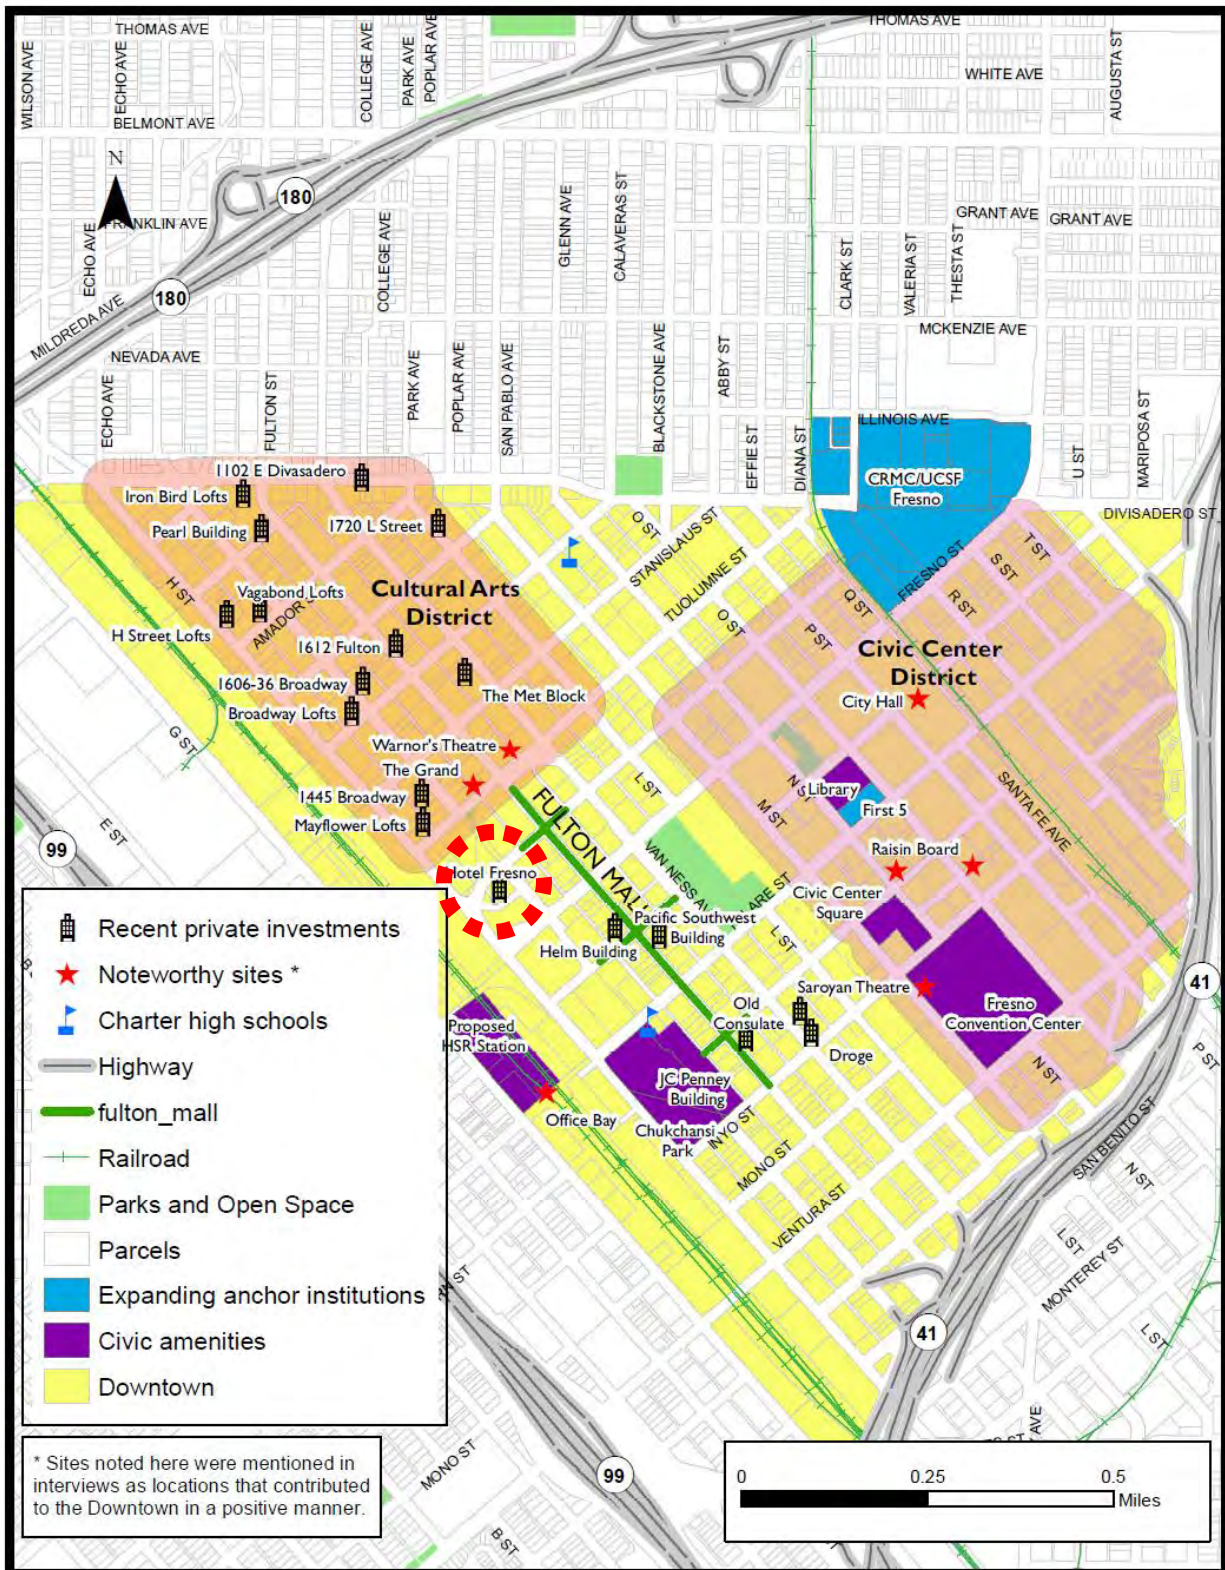 THOMAS AVE
THOMAS AVE
WILSON AVE
ECHO AVE
COLLEGE AVE
PARK AVE
POPLAR AVE
WHITE AVE
AUGUSTA ST
BELMONT AVE
N
180
FRANKLIN AVE
GRANT AVE
GRANT AVE
ECHO AVE
COLLEGE AVE
GLENN AVE
CALAVERAS ST
CLARK ST
VALERIA ST
THESTA ST
180
MILDREDA AVE
NEVADA AVE
MCKENZIE AVE
ECHO AVE
FULTON ST
PARK AVE
POPLAR AVE
SAN PABLO AVE
BLACKSTONE AVE
ABBY ST
EFFIE ST
DIANA ST
ILLINOIS AVE
U ST
MARIPOSA ST
1102 E Divasadero
Iron Bird Lofts
Pearl Building
1720 L Street
CRMC/UCSF
Fresno
DIVISADERO ST
O ST
STANISLAUS ST
TUOLUMNE ST
O ST
FRESNO ST
T ST
S ST
R ST
Q ST
P ST
H ST
Vagabond Lofts
AMADOR S
H Street Lofts
Cultural Arts
District
1612 Fulton
1606-36 Broadway
The Met Block
Broadway Lofts
Civic Center
District
City Hall
G ST
Warnor's Theatre
The Grand
1445 Broadway
Mayflower Lofts
L ST
N ST
M ST
Library
First 5
SANTA FE AVE
FULTON MALL
E ST
99
Hotel Fresno
VAN NESS AV
LARE ST
Raisin Board
Civic Center
Square
Pacific Southwest
Building
Helm Building
L ST
Saroyan Theatre
Fresno
Convention Center
41
P ST
Old
Consulate
Droge
N ST
Proposed
HSR Station
JC Penney
Building
Office Bay
Chukchansi
Park
INYO ST
MONO ST
VENTURA ST
SAN BENITO ST
N ST
L ST
MONTEREY ST
L ST
41
Recent private investments
Noteworthy sites *
Charter high schools
Highway
fulton_mall
Railroad
Parks and Open Space
Parcels
Expanding anchor institutions
Civic amenities
Downtown
* Sites noted here were mentioned in
interviews as locations that contributed
to the Downtown in a positive manner.
MONO ST
B ST
99
AVE
0 0.25 0.5
Miles